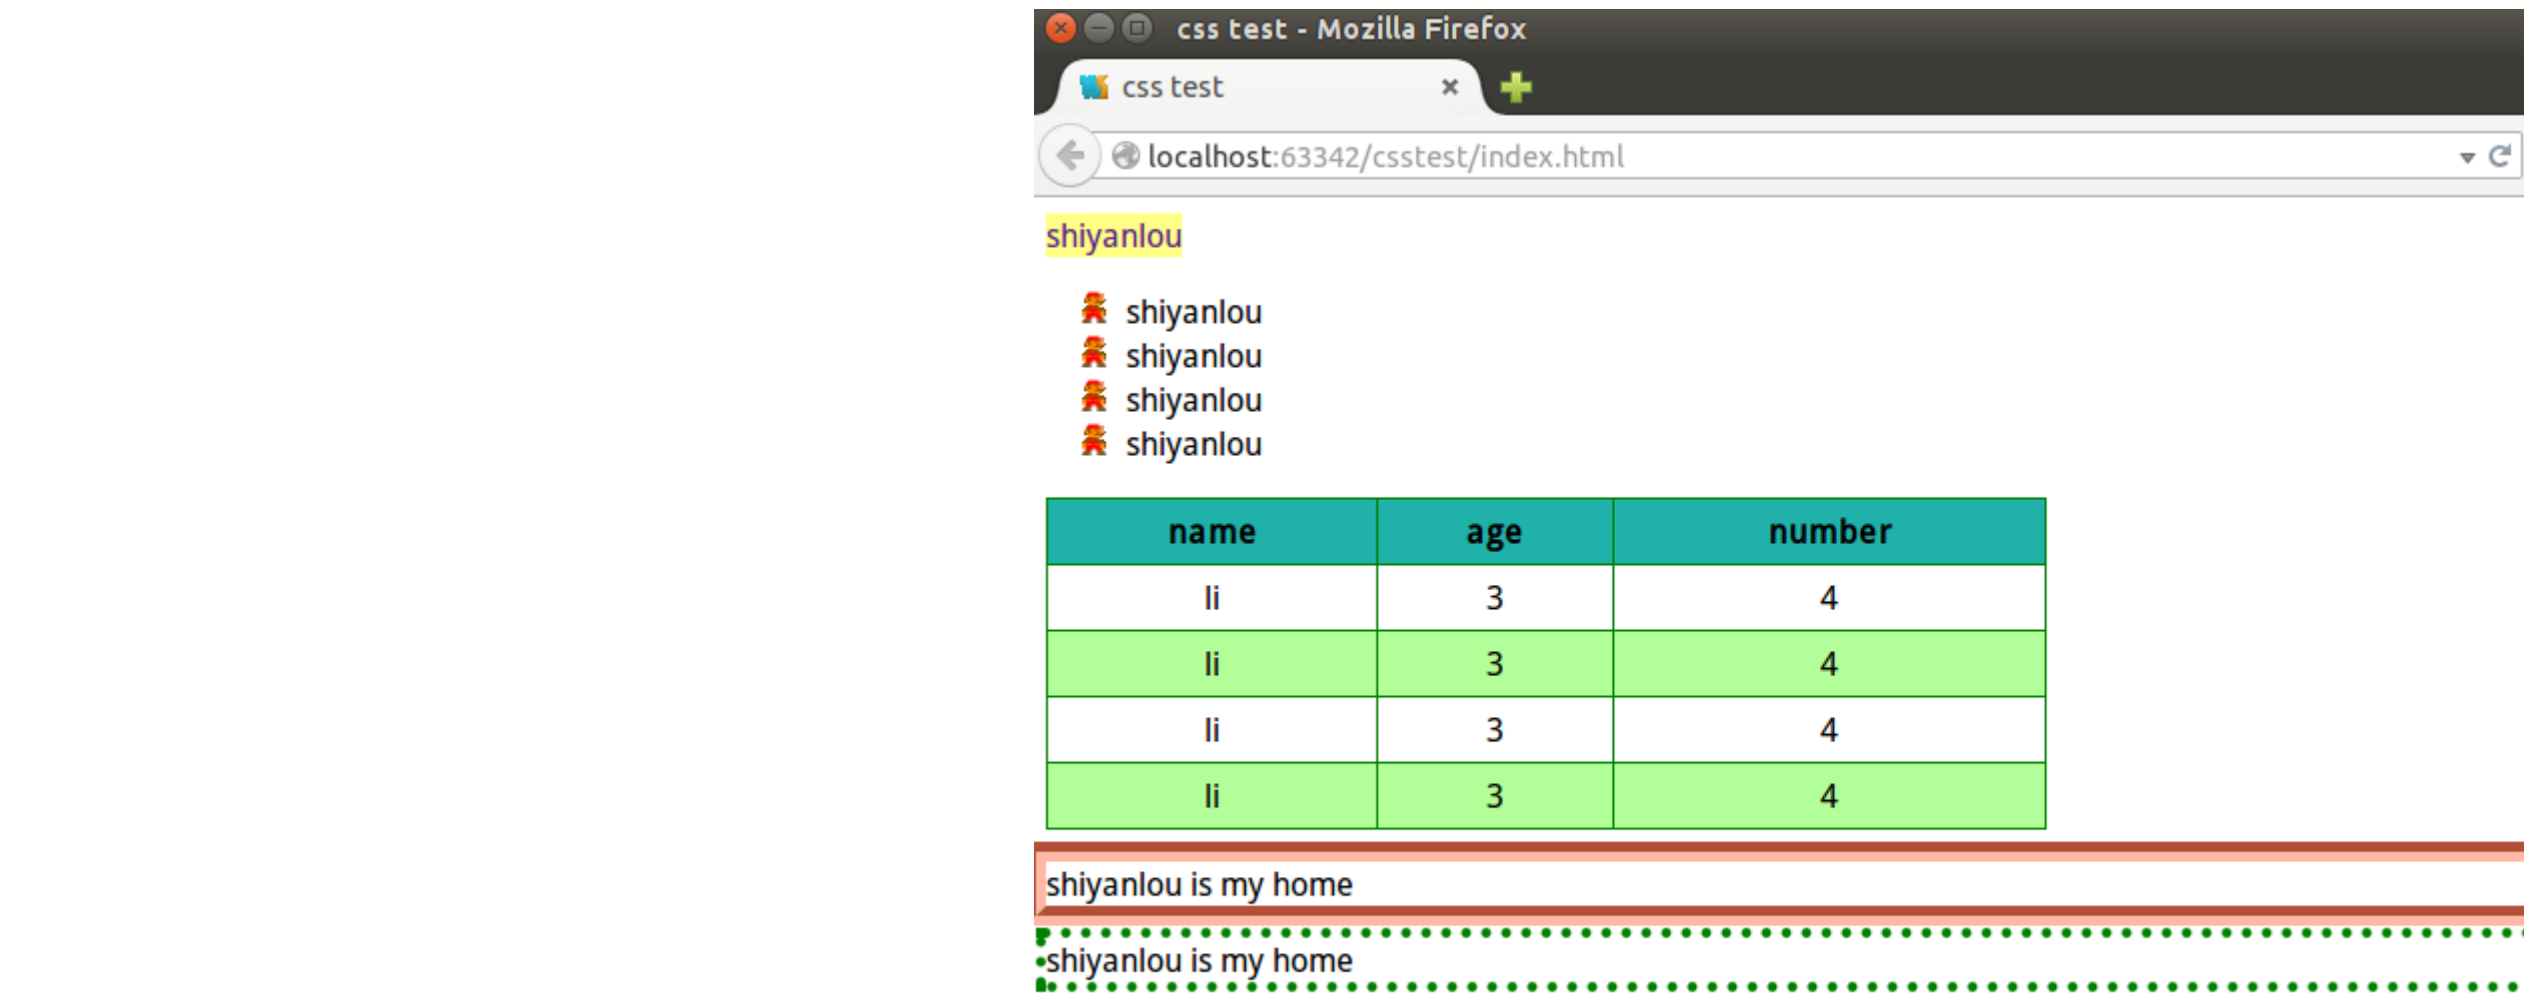 css test - Mozilla Firefox
css test
localhost:63342/csstest/index.html
shiyanlou
shiyanlou
shiyanlou
shiyanlou
shiyanlou
name age number
li 3 4
li 3 4
li 3 4
li 3 4
shiyanlou is my home
shiyanlou is my home